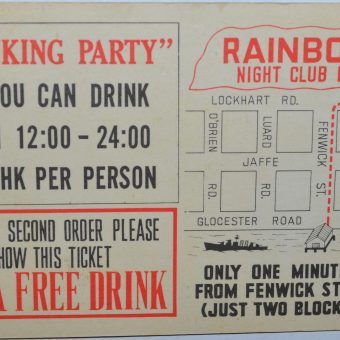 KING PARTY”
OU CAN DRINK
12:00-24:00
HK PER PERSON
SECOND ORDER PLEASE
HOW THIS TICKET
A FREE DRINK
RAINBO
NIGHT CLUB
LOCKHART RD.
O'BRIEN
RD.
LUARD
RD.
FENWICK
ST.
JAFFE
GLOCESTER ROAD
ONLY ONE MINUT
FROM FENWICK ST
(JUST TWO BLOCK